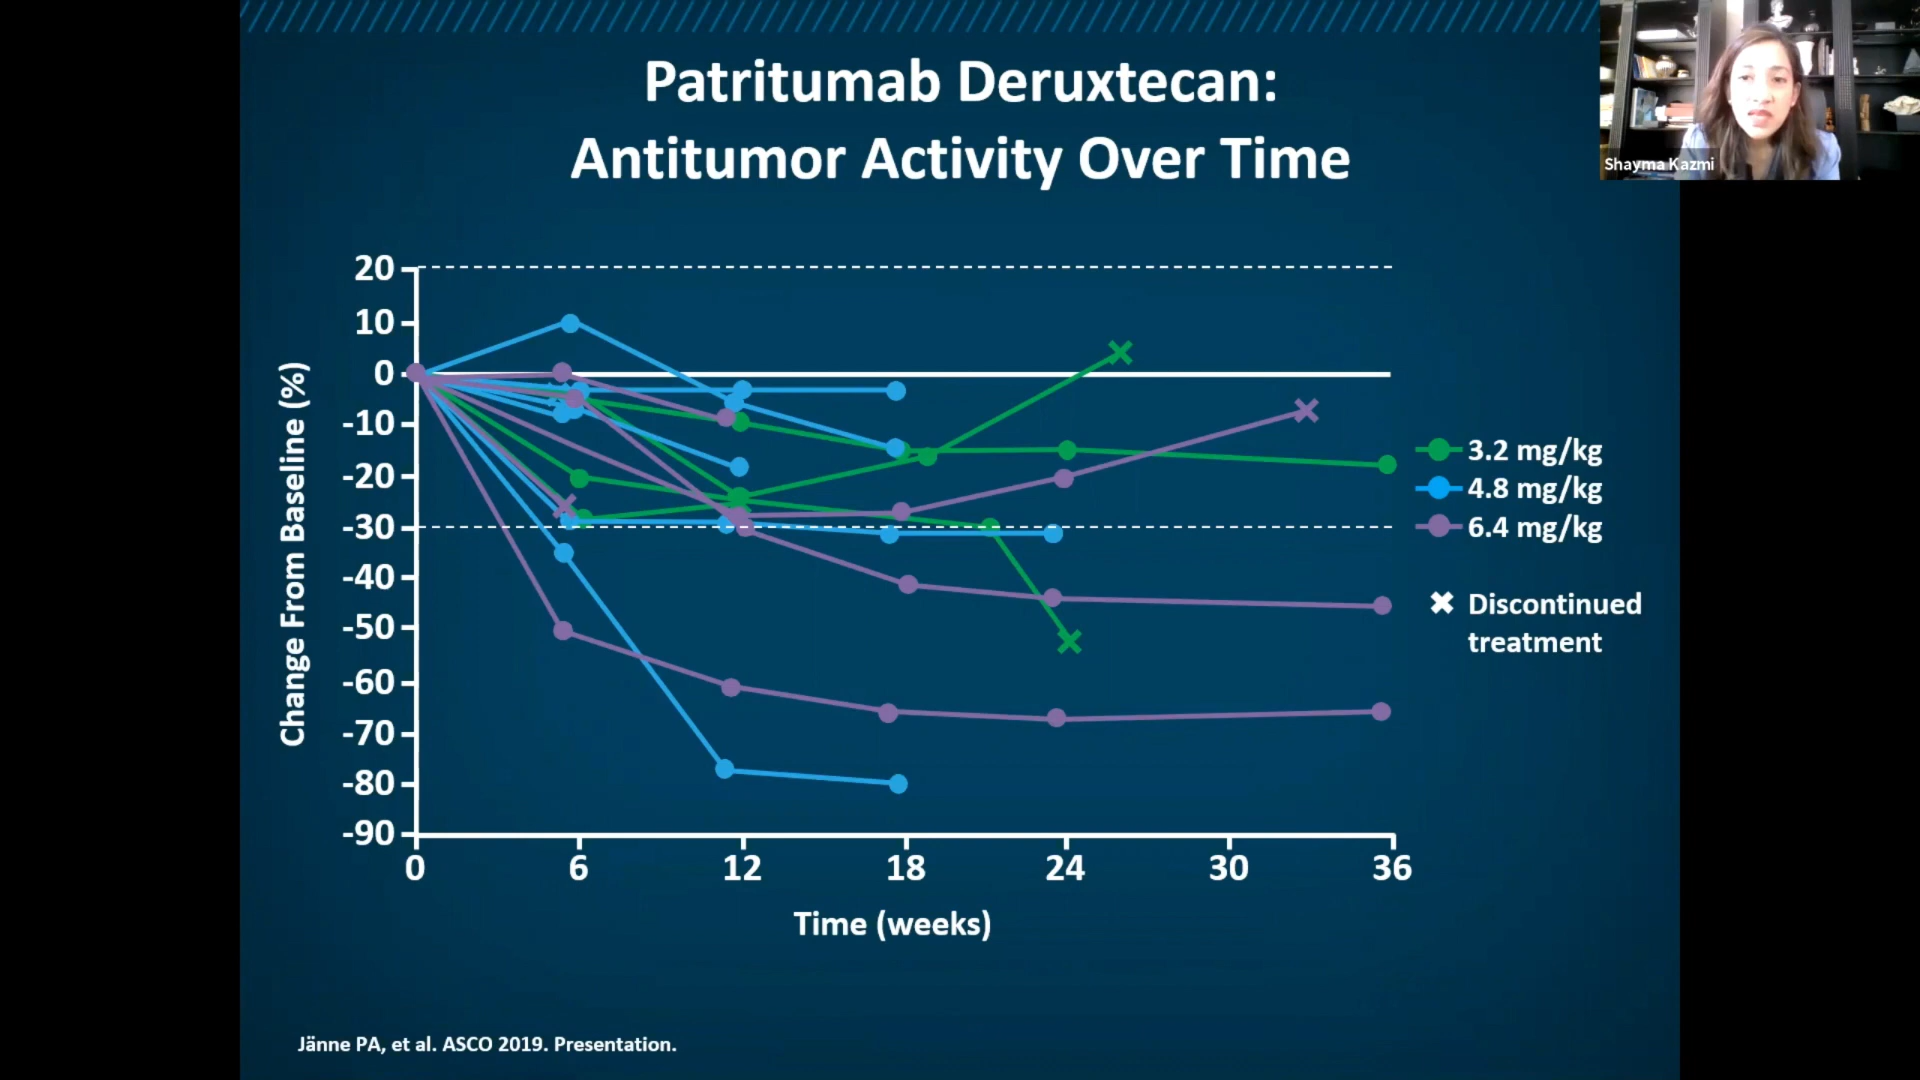 Patritumab Deruxtecan:
Antitumor Activity Over Time
Shayma Kazmi
20
10
0
-10
-20
-30
-40
-50
-60
-70
-80
-90
Change From Baseline (%)
0 6 12 18 24 30 36
Time (weeks)
3.2 mg/kg
4.8 mg/kg
6.4 mg/kg
Discontinued
treatment
Jänne PA, et al. ASCO 2019. Presentation.